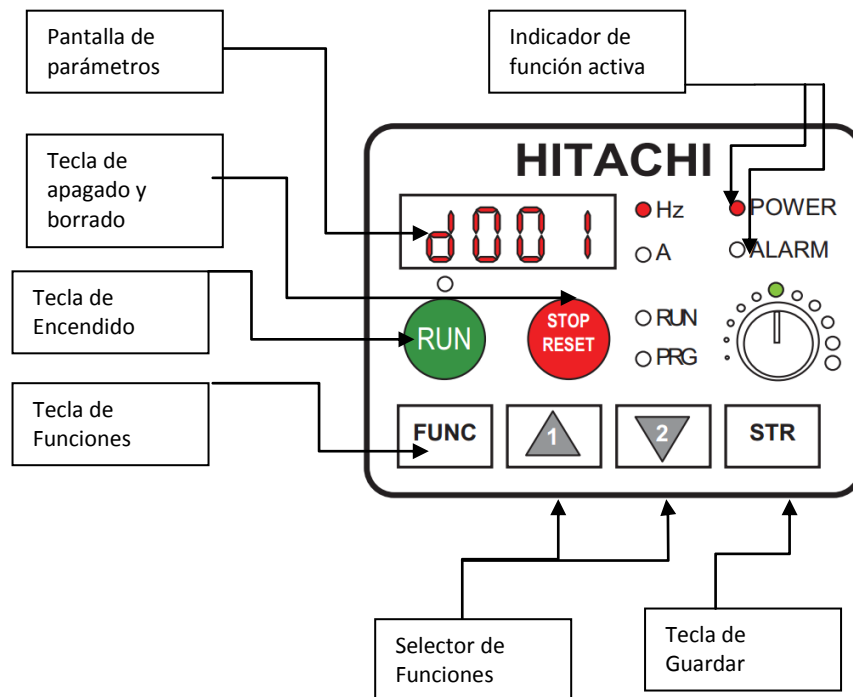 Pantalla de
parámetros
Indicador de
función activa
HITACHI
Tecla de
apagado y
borrado
d001
Hz
POWER
A
ALARM
Tecla de
Encendido
RUN
STOP
RESET
RUN
PRG
Tecla de
Funciones
FUNC
1
2
STR
Selector de
Funciones
Tecla de
Guardar